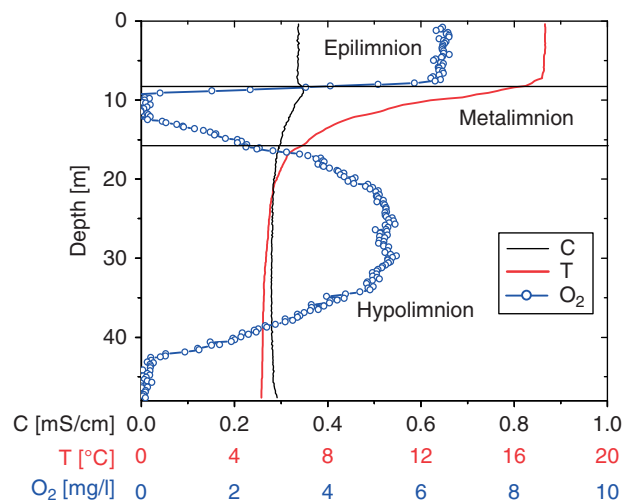 0
10
20
30
40
Depth [m]
Epilimnion
Metalimnion
Hypolimnion
C
T
O₂
0.0 0.2 0.4 0.6 0.8 1.0
C [mS/cm]
T [°C] 0 4 8 12 16 20
O₂ [mg/l] 0 2 4 6 8 10